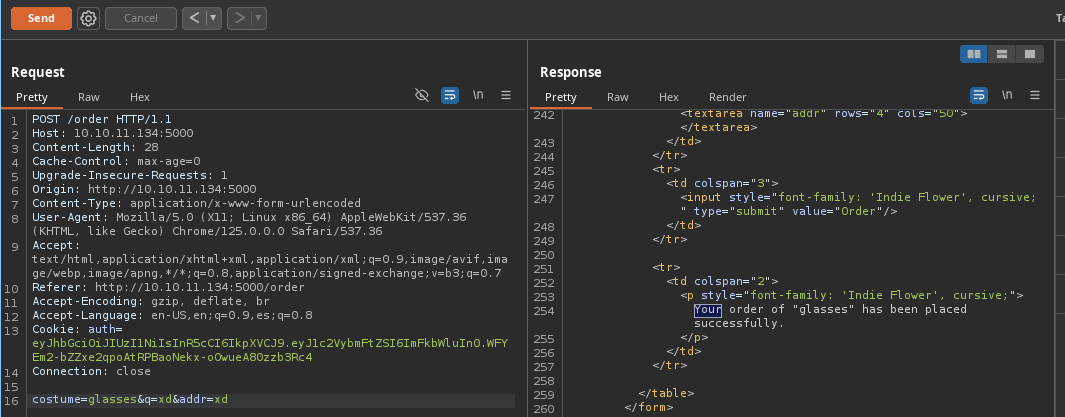 Send
Cancel
<
>
Ta
Request
Response
Pretty
Raw
Hex
\n
Pretty
Raw
Hex
Render
\n
1 POST /order HTTP/1.1
2 Host: 10.10.11.134:5000
3 Content-Length: 28
4 Cache-Control: max-age=0
5 Upgrade-Insecure-Requests: 1
6 Origin: http://10.10.11.134:5000
7 Content-Type: application/x-www-form-urlencoded
8 User-Agent: Mozilla/5.0 (X11; Linux x86_64) AppleWebKit/537.36
(KHTML, like Gecko) Chrome/125.0.0.0 Safari/537.36
9 Accept:
text/html,application/xhtml+xml,application/xml;q=0.9,image/avif,ima
ge/webp,image/apng,*/*;q=0.8,application/signed-exchange;v=b3;q=0.7
10 Referer: http://10.10.11.134:5000/order
11 Accept-Encoding: gzip, deflate, br
12 Accept-Language: en-US,en;q=0.9,es;q=0.8
13 Cookie: auth=
eyJhbGciOiJIUzI1NiIsInR5cCI6IkpXVCJ9.eyJ1c2VybmFtZSI6ImFkbWluIn0.WFY
Em2-bZZxe2qpoAtRPBaoNekx-oOwueA80zzb3Rc4
14 Connection: close
15
16 costume=glasses&q=xd&addr=xd
242 <textarea name="addr" rows="4" cols="50">
</textarea>
243 </td>
244 </tr>
245 <tr>
246 <td colspan="3">
247 <input style="font-family: 'Indie Flower', cursive;
" type="submit" value="Order"/>
248 </td>
249 </tr>
250
251 <tr>
252 <td colspan="2">
253 <p style="font-family: 'Indie Flower', cursive;">
254 Your order of "glasses" has been placed
successfully.
255 </p>
256 </td>
257 </tr>
258
259 </table>
260 </form>